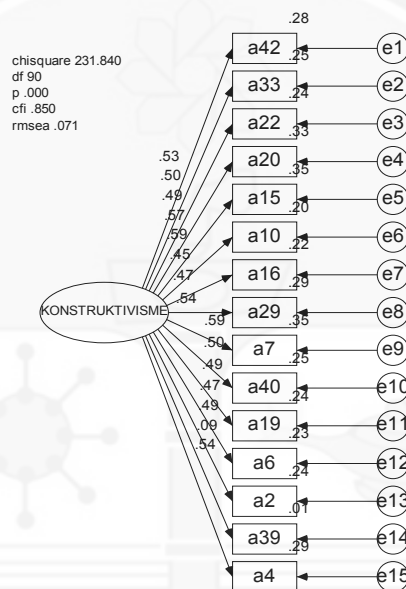 chisquare 231.840
df 90
p .000
cfi .850
rmsea .071
KONSTRUKTIVISME
.28
a42
e1
.53
.25
a33
e2
.50
.24
a22
e3
.49
.33
a20
e4
.57
.35
a15
e5
.59
.20
a10
e6
.45
.22
a16
e7
.47
.29
a29
e8
.54
.35
a7
e9
.59
.25
a40
e10
.50
.24
a19
e11
.49
.23
a6
e12
.47
.24
a2
e13
.49
.01
a39
e14
.09
.29
a4
e15
.54